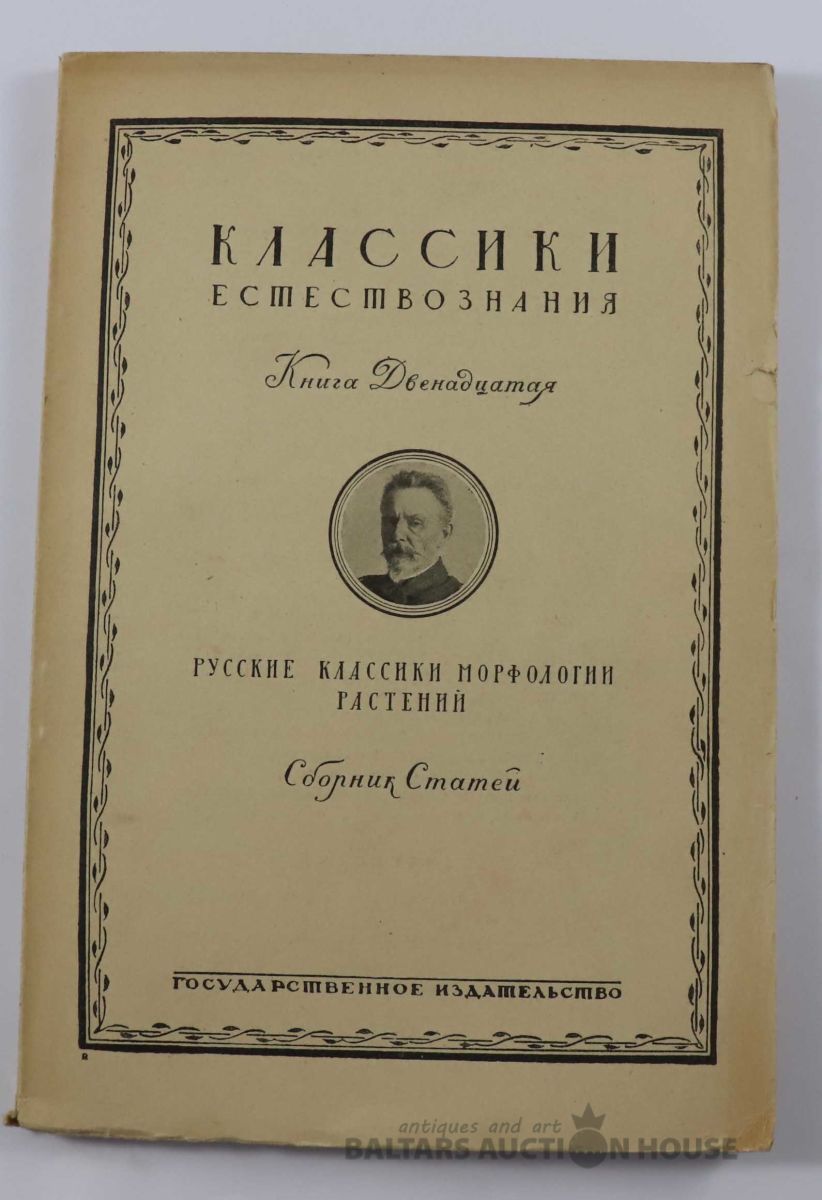 КЛАССИКИ
ЕСТЕСТВОЗНАНИЯ
Книга Двенадцатая
РУССКИЕ КЛАССИКИ МОРФОЛОГИИ
РАСТЕНИЙ
Сборник Статей
ГОСУДАРСТВЕННОЕ ИЗДАТЕЛЬСТВО
antiques and art
BALTARS AUCTION HOUSE